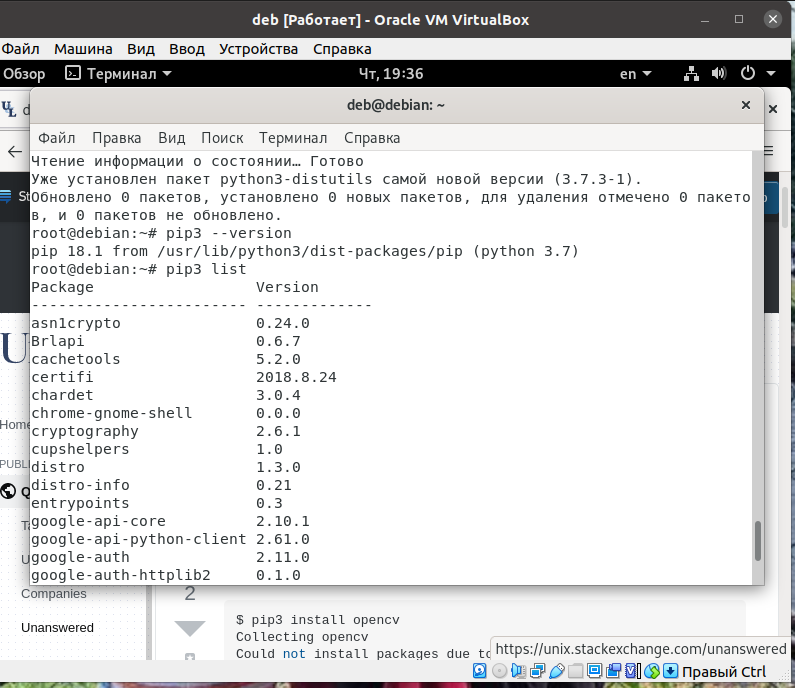 deb [Работает] - Oracle VM VirtualBox
Файл Машина Вид Ввод Устройства Справка
Обзор Терминал Чт, 19:36 en
deb@debian: ~
Файл Правка Вид Поиск Терминал Справка
Чтение информации о состоянии… Готово
Уже установлен пакет python3-distutils самой новой версии (3.7.3-1).
Обновлено 0 пакетов, установлено 0 новых пакетов, для удаления отмечено 0 пакето
в, и 0 пакетов не обновлено.
root@debian:~# pip3 --version
pip 18.1 from /usr/lib/python3/dist-packages/pip (python 3.7)
root@debian:~# pip3 list
Package Version
------------------------ -------------
asn1crypto 0.24.0
Brlapi 0.6.7
cachetools 5.2.0
certifi 2018.8.24
chardet 3.0.4
chrome-gnome-shell 0.0.0
cryptography 2.6.1
cupshelpers 1.0
distro 1.3.0
distro-info 0.21
entrypoints 0.3
google-api-core 2.10.1
google-api-python-client 2.61.0
google-auth 2.11.0
google-auth-httplib2 0.1.0
Home
PUBL
Companies
Unanswered
2
$ pip3 install opencv
Collecting opencv
Could not install packages due to
https://unix.stackexchange.com/unanswered
Правый Ctrl